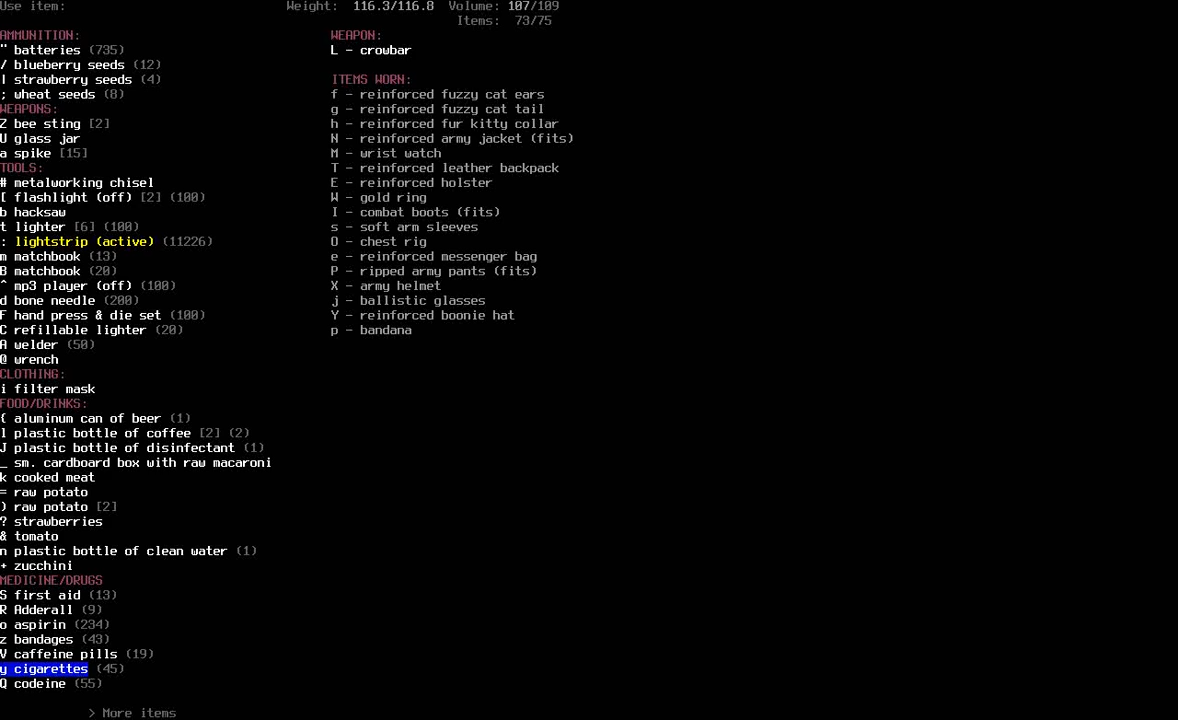 Use item: Weight: 116.3/116.8 Volume: 107/109
Items: 73/75
AMMUNITION:
" batteries (735)
/ blueberry seeds (12)
| strawberry seeds (4)
; wheat seeds (8)
WEAPONS:
Z bee sting [2]
U glass jar
a spike [15]
TOOLS:
# metalworking chisel
[ flashlight (off) [2] (100)
b hacksaw
t lighter [6] (100)
: lightstrip (active) (11226)
m matchbook (13)
B matchbook (20)
^ mp3 player (off) (100)
d bone needle (200)
F hand press & die set (100)
C refillable lighter (20)
A welder (50)
@ wrench
CLOTHING:
i filter mask
FOOD/DRINKS:
{ aluminum can of beer (1)
l plastic bottle of coffee [2] (2)
J plastic bottle of disinfectant (1)
_ sm. cardboard box with raw macaroni
k cooked meat
= raw potato
) raw potato [2]
? strawberries
& tomato
n plastic bottle of clean water (1)
+ zucchini
MEDICINE/DRUGS
S first aid (13)
R Adderall (9)
o aspirin (234)
z bandages (43)
V caffeine pills (19)
y cigarettes (45)
Q codeine (55)
> More items
WEAPON:
L - crowbar
ITEMS WORN:
f - reinforced fuzzy cat ears
g - reinforced fuzzy cat tail
h - reinforced fur kitty collar
N - reinforced army jacket (fits)
M - wrist watch
T - reinforced leather backpack
E - reinforced holster
W - gold ring
I - combat boots (fits)
s - soft arm sleeves
O - chest rig
e - reinforced messenger bag
P - ripped army pants (fits)
X - army helmet
j - ballistic glasses
Y - reinforced boonie hat
p - bandana